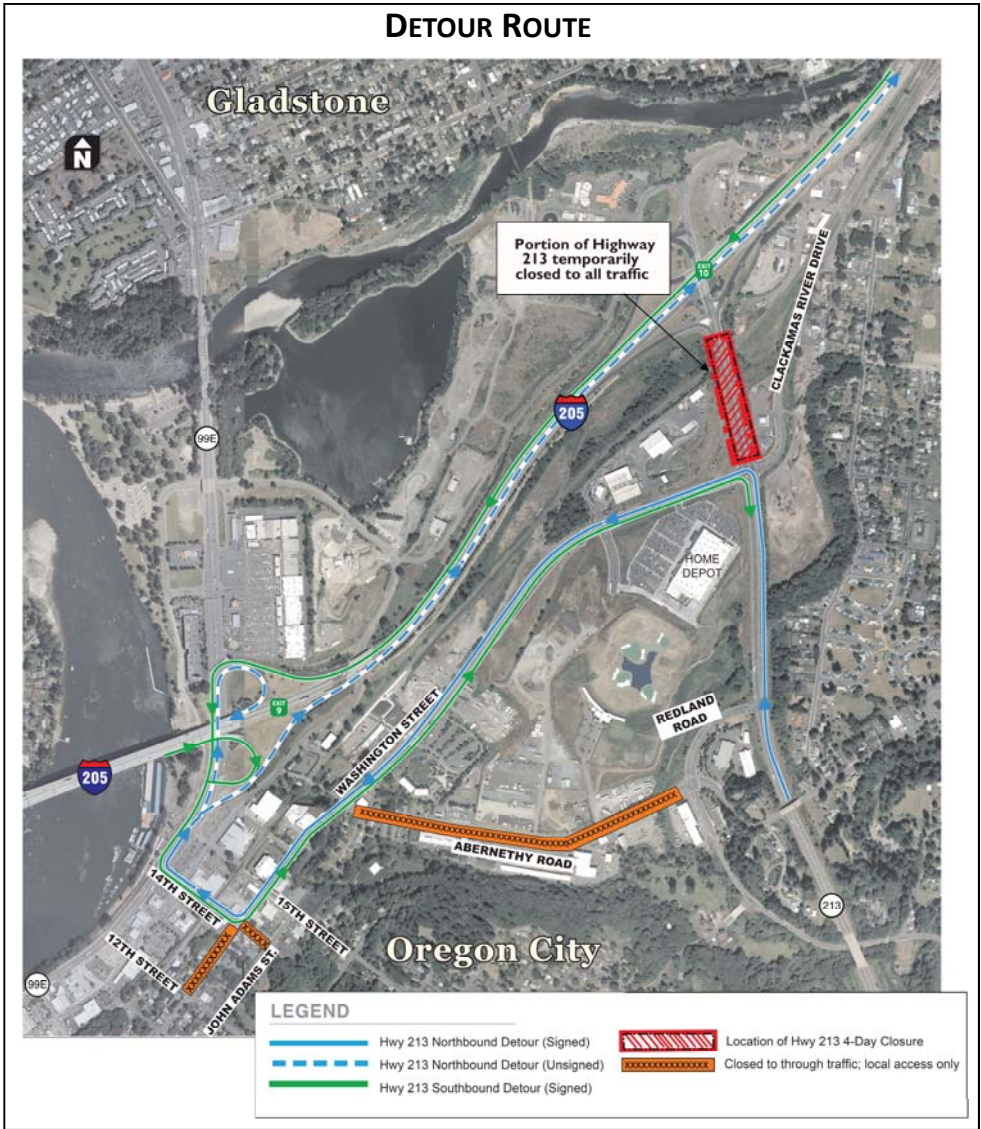 DETOUR ROUTE
Gladstone
N
Portion of Highway
213 temporarily
closed to all traffic
EXIT
10
CLACKAMAS RIVER DRIVE
205
99E
HOME
DEPOT
EXIT
9
REDLAND
ROAD
WASHINGTON STREET
205
ABERNETHY ROAD
213
14TH STREET
15TH STREET
12TH STREET
Oregon City
JOHN ADAMS ST.
99E
LEGEND
Hwy 213 Northbound Detour (Signed)
Hwy 213 Northbound Detour (Unsigned)
Hwy 213 Southbound Detour (Signed)
Location of Hwy 213 4-Day Closure
Closed to through traffic; local access only